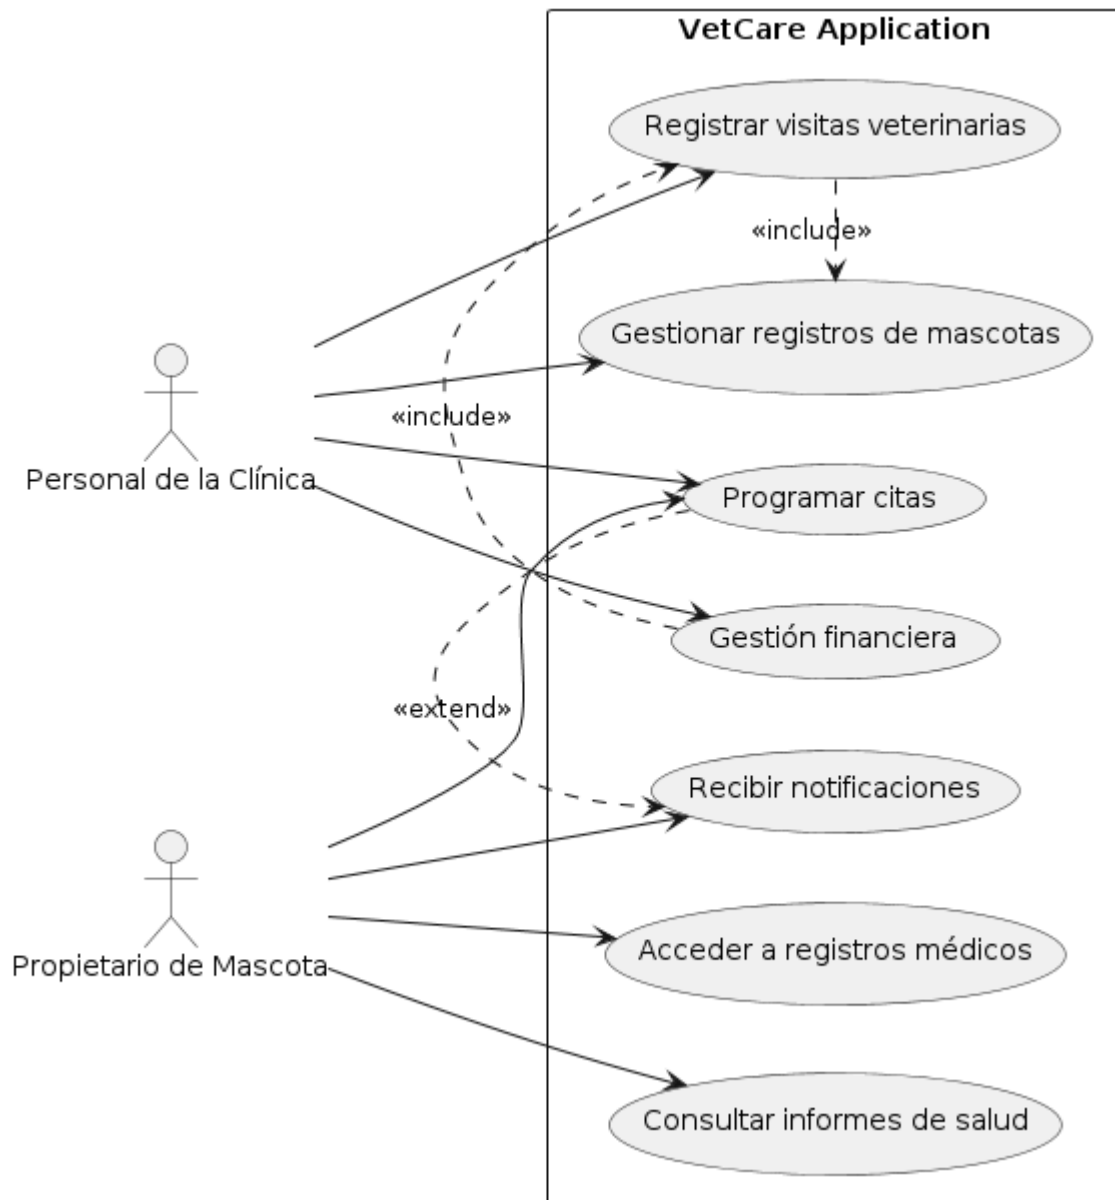 VetCare Application
Registrar visitas veterinarias
«include»
Gestionar registros de mascotas
«include»
Personal de la Clínica
Programar citas
Gestión financiera
«extend»
Recibir notificaciones
Acceder a registros médicos
Propietario de Mascota
Consultar informes de salud